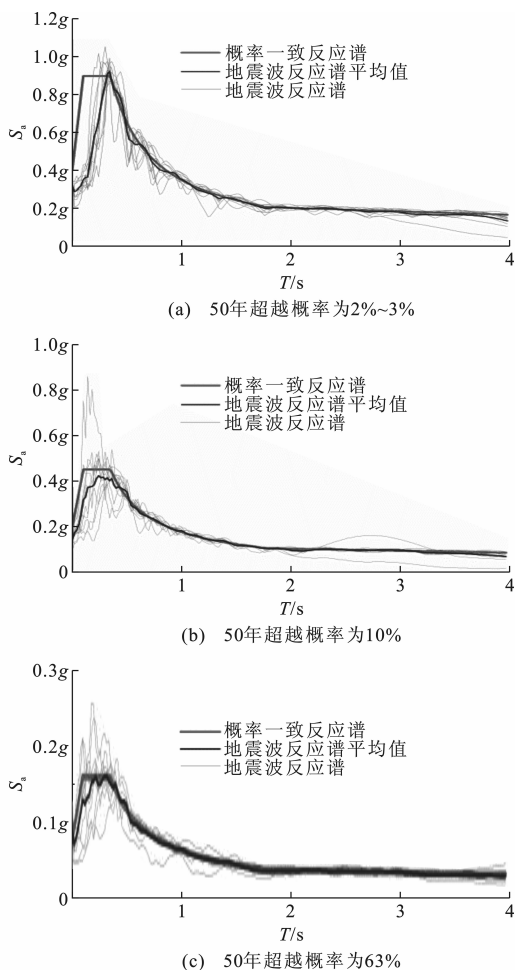 1.2g
1.0g
0.8g
0.6g
0.4g
0.2g
0
Sa
概率一致反应谱
地震波反应谱平均值
地震波反应谱
1 2 3 4
T/s
(a) 50年超越概率为2%~3%
1.0g
0.8g
0.6g
0.4g
0.2g
0
Sa
概率一致反应谱
地震波反应谱平均值
地震波反应谱
1 2 3 4
T/s
(b) 50年超越概率为10%
0.3g
0.2g
0.1g
0
Sa
概率一致反应谱
地震波反应谱平均值
地震波反应谱
1 2 3 4
T/s
(c) 50年超越概率为63%